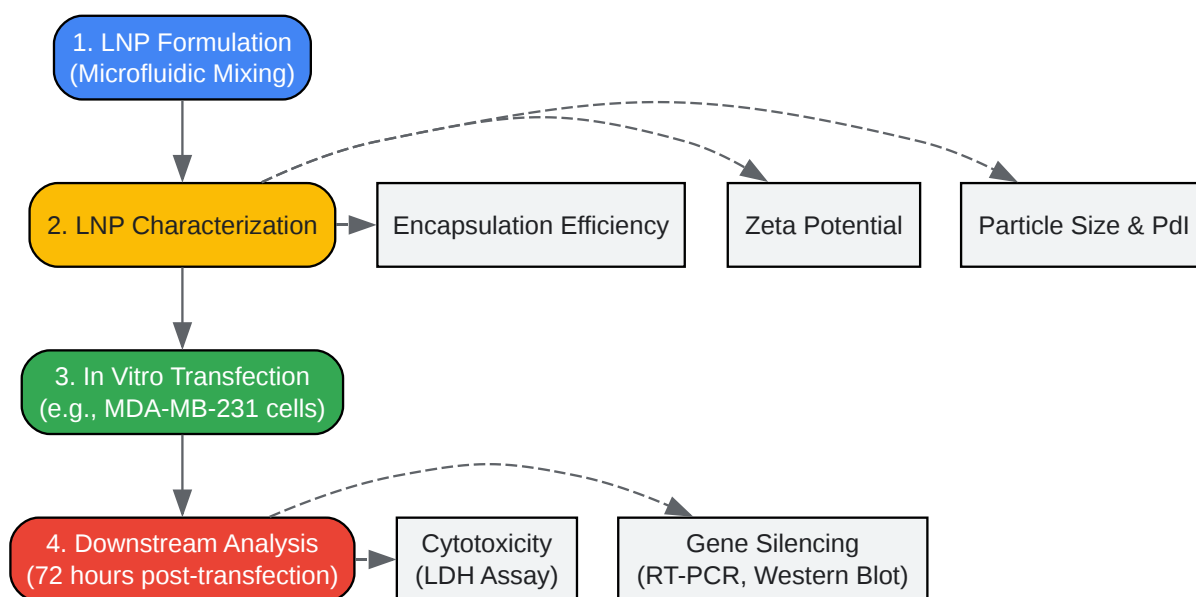 1. LNP Formulation
(Microfluidic Mixing)
2. LNP Characterization
Encapsulation Efficiency
Zeta Potential
Particle Size & PdI
3. In Vitro Transfection
(e.g., MDA-MB-231 cells)
4. Downstream Analysis
(72 hours post-transfection)
Cytotoxicity
(LDH Assay)
Gene Silencing
(RT-PCR, Western Blot)